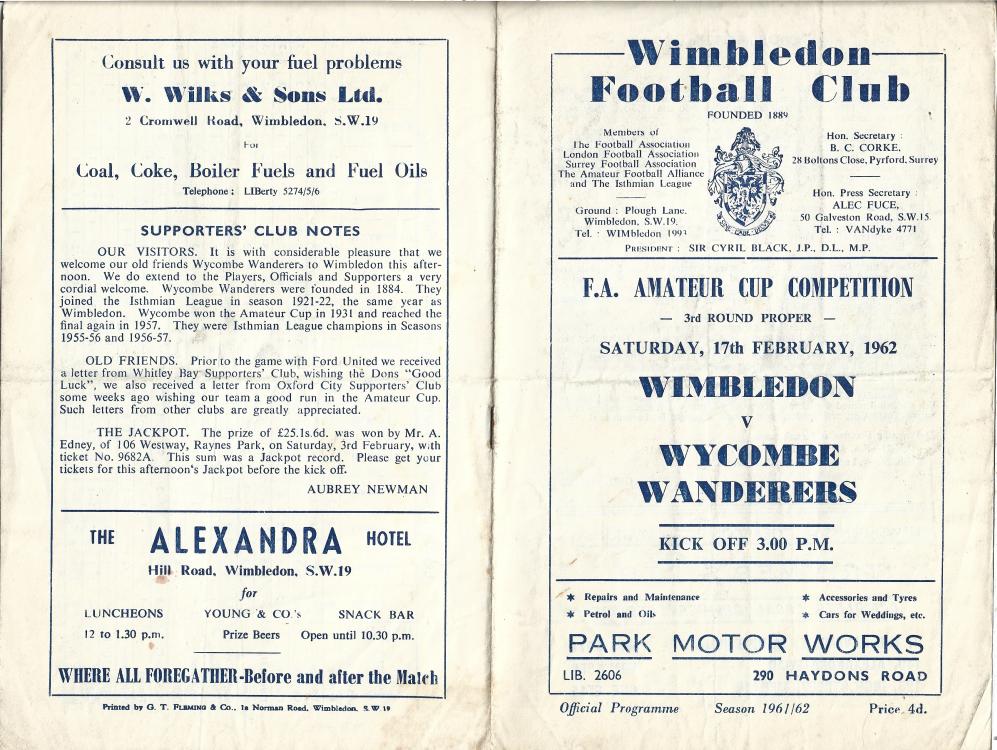 Consult us with your fuel problems
W. Wilks & Sons Ltd.
2 Cromwell Road, Wimbledon, S.W.19
For
Coal, Coke, Boiler Fuels and Fuel Oils
Telephone; LIBerty 5274/5/6
SUPPORTERS' CLUB NOTES
OUR VISITORS. It is with considerable pleasure that we
welcome our old friends Wycombe Wanderers to Wimbledon this after-
noon. We do extend to the Players, Officials and Supporters a very
cordial welcome. Wycombe Wanderers were founded in 1884. They
joined the Isthmian League in season 1921-22, the same year as
Wimbledon. Wycombe won the Amateur Cup in 1931 and reached the
final again in 1957. They were Isthmian League champions in Seasons
1955-56 and 1956-57.
OLD FRIENDS. Prior to the game with Ford United we received
a letter from Whitley Bay Supporters' Club, wishing the Dons "Good
Luck", we also received a letter from Oxford City Supporters' Club
some weeks ago wishing our team a good run in the Amateur Cup.
Such letters from other clubs are greatly appreciated.
THE JACKPOT. The prize of £25.1s.6d. was won by Mr. A.
Edney, of 106 Westway, Raynes Park, on Saturday, 3rd February, with
ticket No. 9682A. This sum was a Jackpot record. Please get your
tickets for this afternoon's Jackpot before the kick off.
AUBREY NEWMAN
THE ALEXANDRA HOTEL
Hill Road, Wimbledon, S.W.19
for
LUNCHEONS YOUNG & CO.'s SNACK BAR
12 to 1.30 p.m. Prize Beers Open until 10.30 p.m.
WHERE ALL FOREGATHER-Before and after the Match
Printed by G. T. FLEMING & Co., 1a Norman Road, Wimbledon, S.W 19
Wimbledon
Football Club
FOUNDED 1889
Members of
The Football Association
London Football Association
Surrey Football Association
The Amateur Football Alliance
and The Isthmian League
Ground : Plough Lane,
Wimbledon, S.W.19.
Tel. : WIMbledon 1993
Hon. Secretary :
B. C. CORKE,
28 Boltons Close, Pyrford, Surrey
Hon. Press Secretary :
ALEC FUCE,
50 Galveston Road, S.W.15.
Tel. : VANdyke 4771
PRESIDENT : SIR CYRIL BLACK, J.P., D.L., M.P.
F.A. AMATEUR CUP COMPETITION
— 3rd ROUND PROPER —
SATURDAY, 17th FEBRUARY, 1962
WIMBLEDON
v
WYCOMBE
WANDERERS
KICK OFF 3.00 P.M.
* Repairs and Maintenance * Accessories and Tyres
* Petrol and Oils * Cars for Weddings, etc.
PARK MOTOR WORKS
LIB. 2606 290 HAYDONS ROAD
Official Programme Season 1961/62 Price 4d.